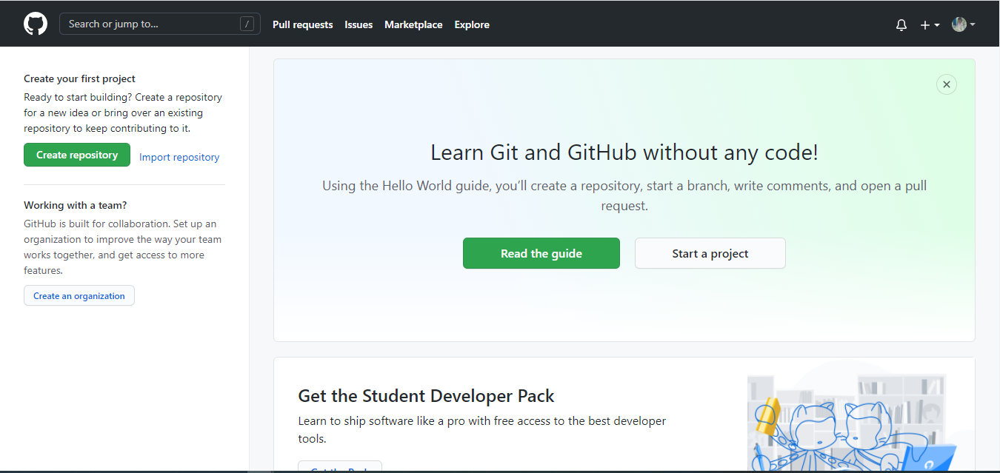 Search or jump to...
/
Pull requests
Issues
Marketplace
Explore
Create your first project
Ready to start building? Create a repository
for a new idea or bring over an existing
repository to keep contributing to it.
Create repository
Import repository
Working with a team?
GitHub is built for collaboration. Set up an
organization to improve the way your team
works together, and get access to more
features.
Create an organization
Learn Git and GitHub without any code!
Using the Hello World guide, you’ll create a repository, start a branch, write comments, and open a pull
request.
Read the guide
Start a project
Get the Student Developer Pack
Learn to ship software like a pro with free access to the best developer
tools.